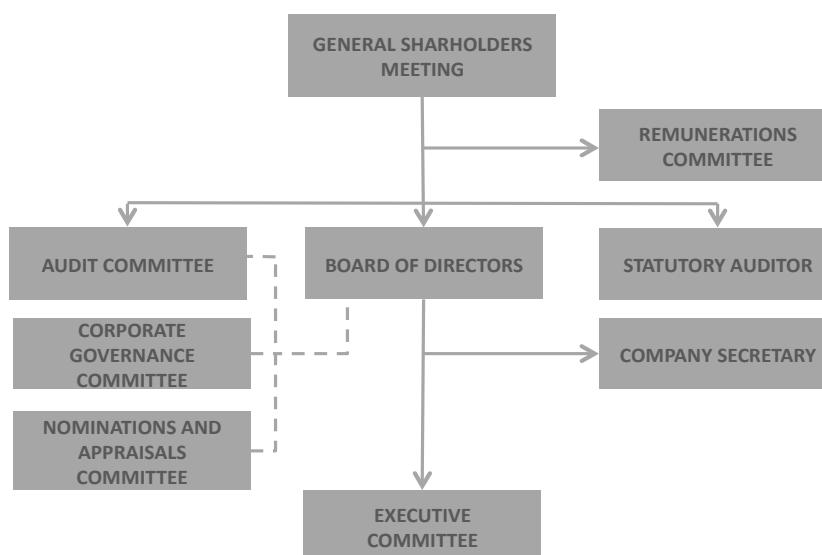 GENERAL SHARHOLDERS
MEETING
REMUNERATIONS
COMMITTEE
AUDIT COMMITTEE
BOARD OF DIRECTORS
STATUTORY AUDITOR
CORPORATE
GOVERNANCE
COMMITTEE
COMPANY SECRETARY
NOMINATIONS AND
APPRAISALS
COMMITTEE
EXECUTIVE
COMMITTEE